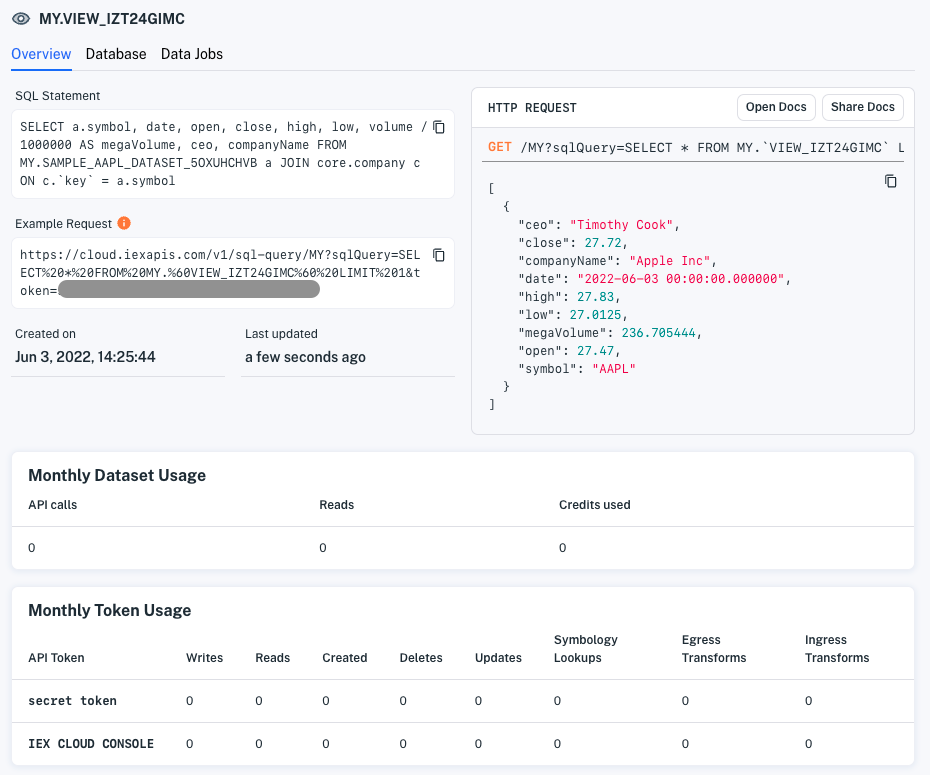 MY.VIEW_IZT24GIMC
Overview Database Data Jobs
SQL Statement
SELECT a.symbol, date, open, close, high, low, volume /
1000000 AS megaVolume, ceo, companyName FROM
MY.SAMPLE_AAPL_DATASET_5OXUHCHVB a JOIN core.company c
ON c.`key` = a.symbol
Example Request
https://cloud.iexapis.com/v1/sql-query/MY?sqlQuery=SEL
ECT%20*%20FROM%20MY.%60VIEW_IZT24GIMC%60%20LIMIT%201&t
oken=
Created on
Jun 3, 2022, 14:25:44
Last updated
a few seconds ago
HTTP REQUEST
Open Docs
Share Docs
GET /MY?sqlQuery=SELECT * FROM MY.`VIEW_IZT24GIMC` L
[
{
"ceo": "Timothy Cook",
"close": 27.72,
"companyName": "Apple Inc",
"date": "2022-06-03 00:00:00.000000",
"high": 27.83,
"low": 27.0125,
"megaVolume": 236.705444,
"open": 27.47,
"symbol": "AAPL"
}
]
Monthly Dataset Usage
API calls Reads Credits used
0 0 0
Monthly Token Usage
API Token Writes Reads Created Deletes Updates Symbology Lookups Egress Transforms Ingress Transforms
secret token 0 0 0 0 0 0 0 0
IEX CLOUD CONSOLE 0 0 0 0 0 0 0 0